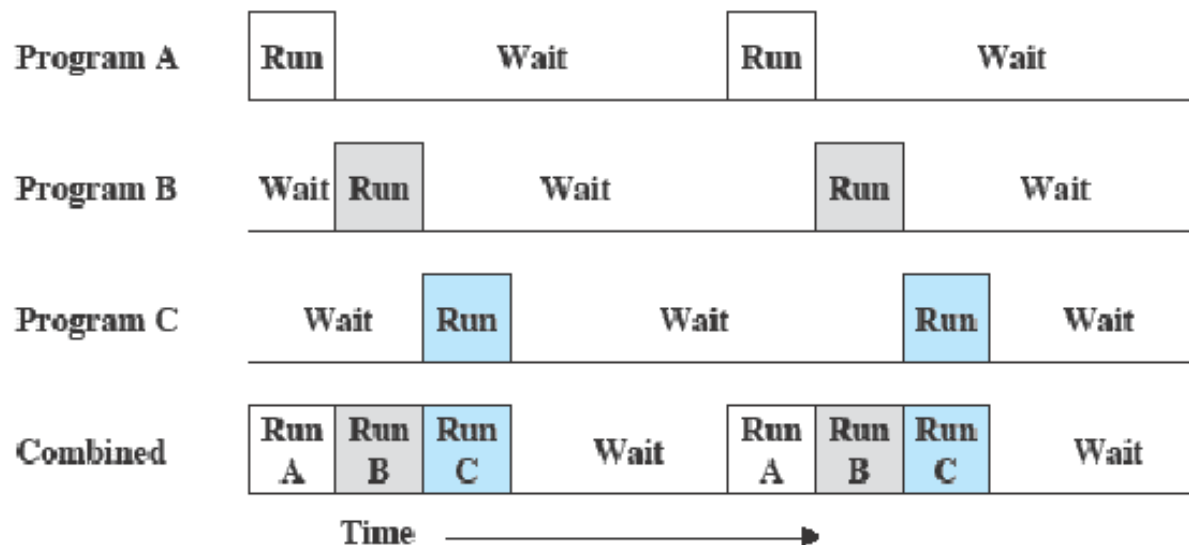 Program A Run Wait Run Wait
Program B Wait Run Wait Run Wait
Program C Wait Run Wait Run Wait
Combined Run A Run B Run C Wait Run A Run B Run C Wait
Time